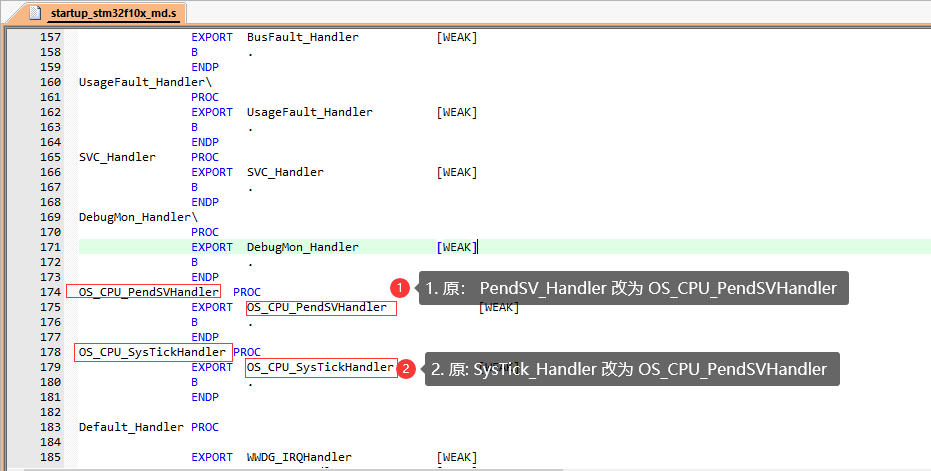 startup_stm32f10x_md.s
157 EXPORT BusFault_Handler [WEAK]
158 B .
159 ENDP
160 UsageFault_Handler\
161 PROC
162 EXPORT UsageFault_Handler [WEAK]
163 B .
164 ENDP
165 SVC_Handler PROC
166 EXPORT SVC_Handler [WEAK]
167 B .
168 ENDP
169 DebugMon_Handler\
170 PROC
171 EXPORT DebugMon_Handler [WEAK]
172 B .
173 ENDP
174 OS_CPU_PendSVHandler PROC
1 1. 原： PendSV_Handler 改为 OS_CPU_PendSVHandler
175 EXPORT OS_CPU_PendSVHandler [WEAK]
176 B .
177 ENDP
178 OS_CPU_SysTickHandler PROC
179 EXPORT OS_CPU_SysTickHandler
2 2. 原: SysTick_Handler 改为 OS_CPU_PendSVHandler
180 B .
181 ENDP
182
183 Default_Handler PROC
184
185 EXPORT WWDG_IRQHandler [WEAK]